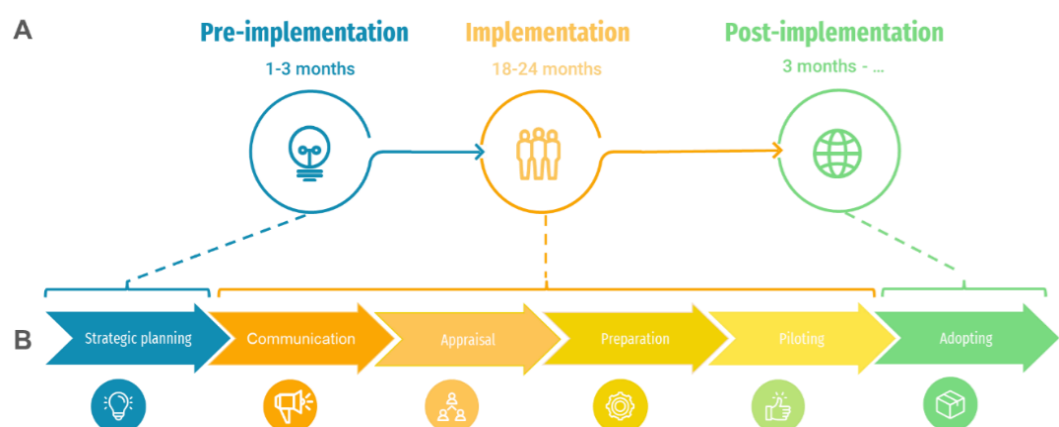 A
Pre-implementation
Implementation
Post-implementation
1-3 months
18-24 months
3 months - ...
B
Strategic planning
Communication
Appraisal
Preparation
Piloting
Adopting